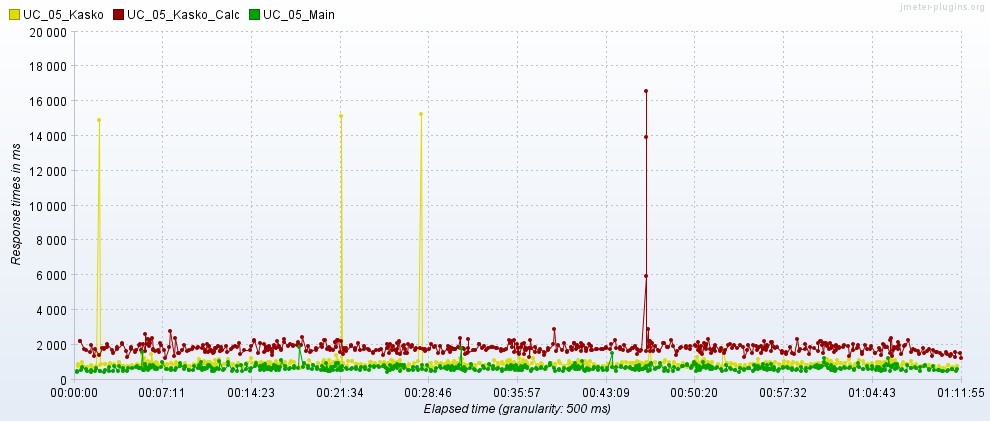 UC_05_Kasko UC_05_Kasko_Calc UC_05_Main
jmeter-plugins.org
Response times in ms
20 000
18 000
16 000
14 000
12 000
10 000
8 000
6 000
4 000
2 000
0
00:00:00 00:07:11 00:14:23 00:21:34 00:28:46 00:35:57 00:43:09 00:50:20 00:57:32 01:04:43 01:11:55
Elapsed time (granularity: 500 ms)